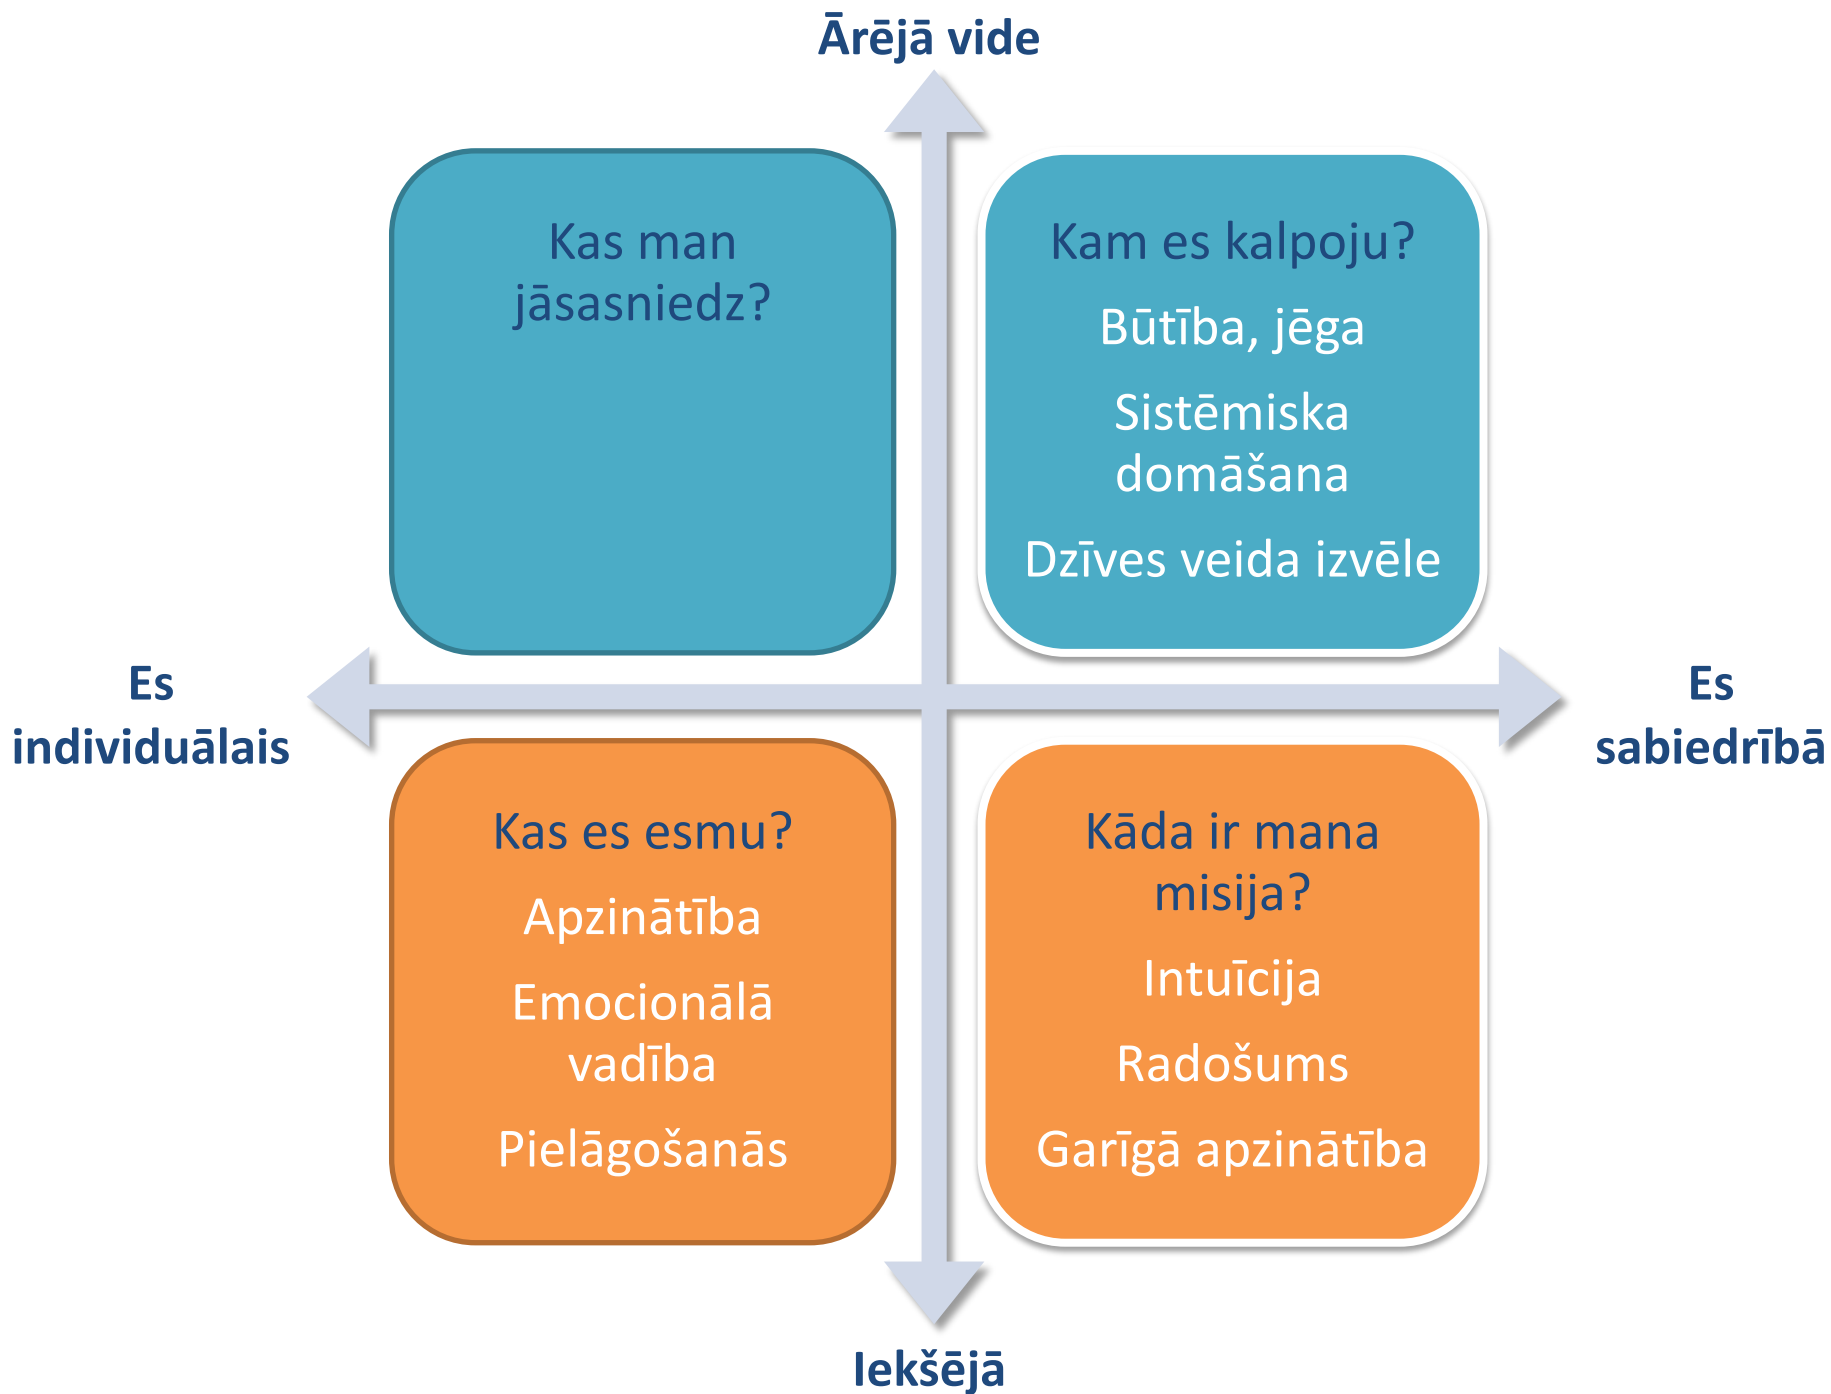 Ārējā vide
Kas man
jāsasniedz?
Kam es kalpoju?
Būtība, jēga
Sistēmiska
domāšana
Dzīves veida izvēle
Es
individuālais
Es
sabiedrībā
Kas es esmu?
Apzinātība
Emocionālā
vadība
Pielāgošanās
Kāda ir mana
misija?
Intuīcija
Radošums
Garīgā apzinātība
Iekšējā